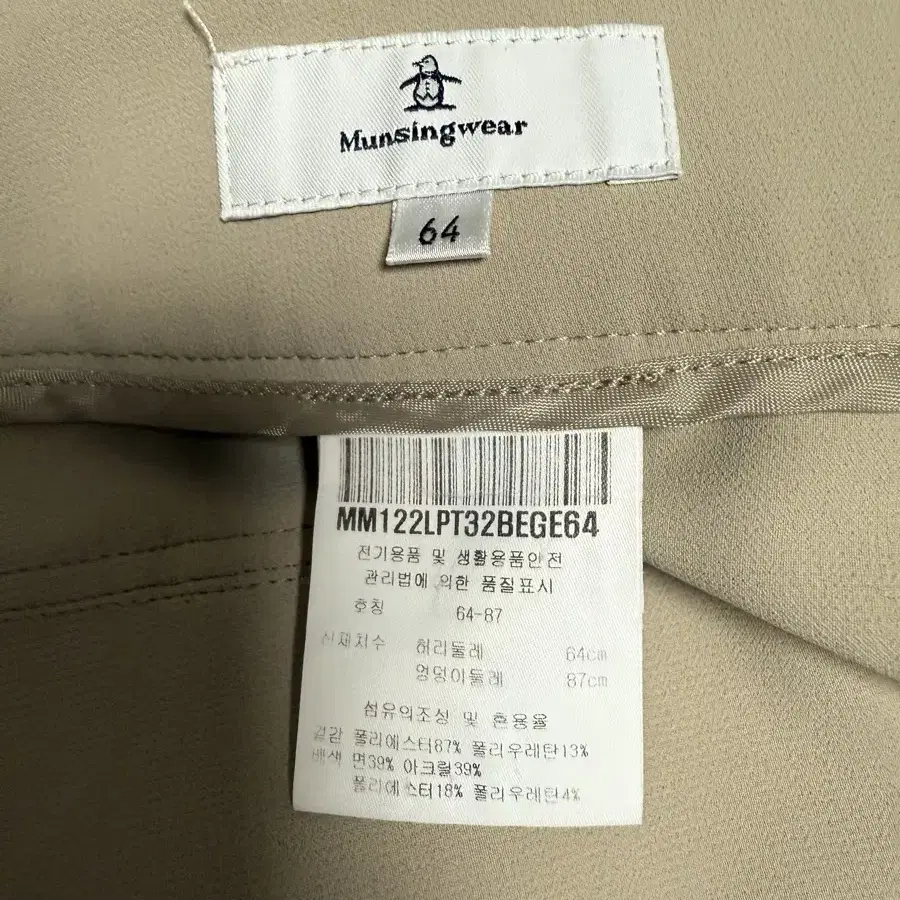 Munsingwear
64
MM122LPT32BEGE64
전기용품 및 생활용품안전
관리법에 의한 품질표시
호칭 64-87
신체치수 허리둘레 64cm
엉덩이둘레 87cm
섬유의조성 및 혼용율
겉감 폴리에스터87% 폴리우레탄13%
배색 면39% 아크릴39%
폴리에스터18% 폴리우레탄4%